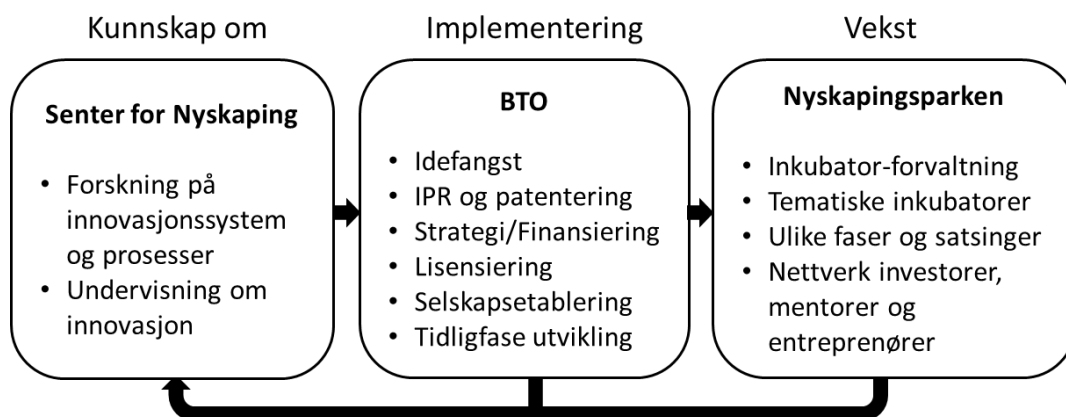 Kunnskap om
Senter for Nyskaping
• Forskning på
innovasjonssystem
og prosesser
• Undervisning om
innovasjon
Implementering
BTO
• Idefangst
• IPR og patentering
• Strategi/Finansiering
• Lisensiering
• Selskapsetablering
• Tidligfase utvikling
Vekst
Nyskapingsparken
• Inkubator-forvaltning
• Tematiske inkubatorer
• Ulike faser og satsinger
• Nettverk investorer,
mentorer og
entreprenører